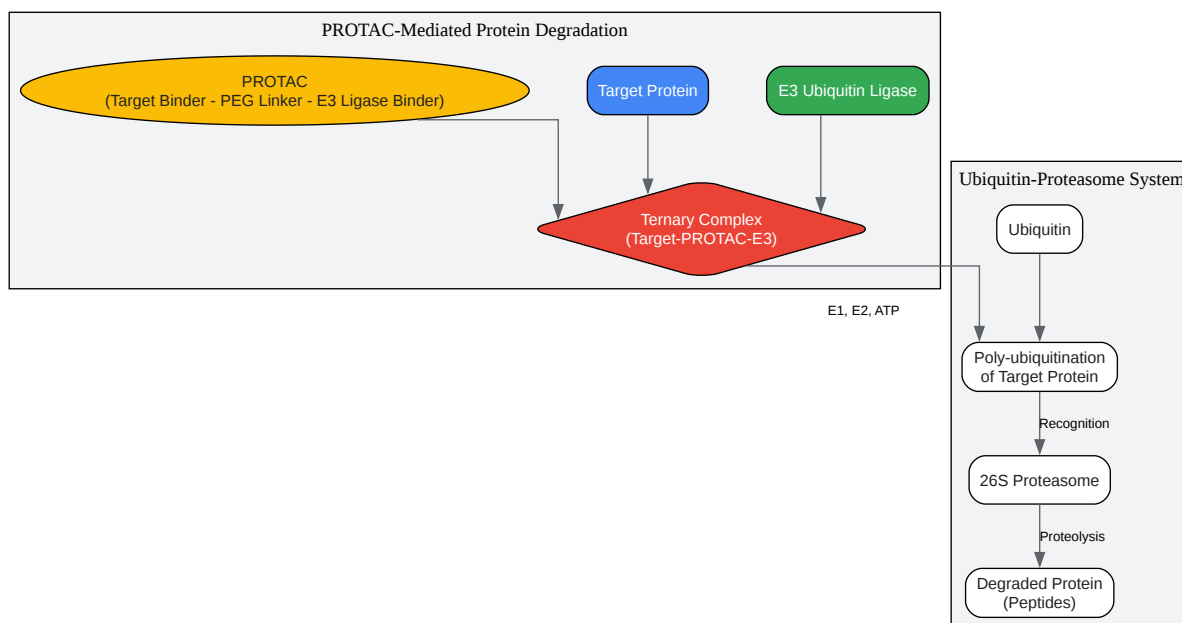 PROTAC-Mediated Protein Degradation
PROTAC
(Target Binder - PEG Linker - E3 Ligase Binder)
Target Protein
E3 Ubiquitin Ligase
Ternary Complex
(Target-PROTAC-E3)
E1, E2, ATP
Ubiquitin-Proteasome System
Ubiquitin
Poly-ubiquitination
of Target Protein
Recognition
26S Proteasome
Proteolysis
Degraded Protein
(Peptides)